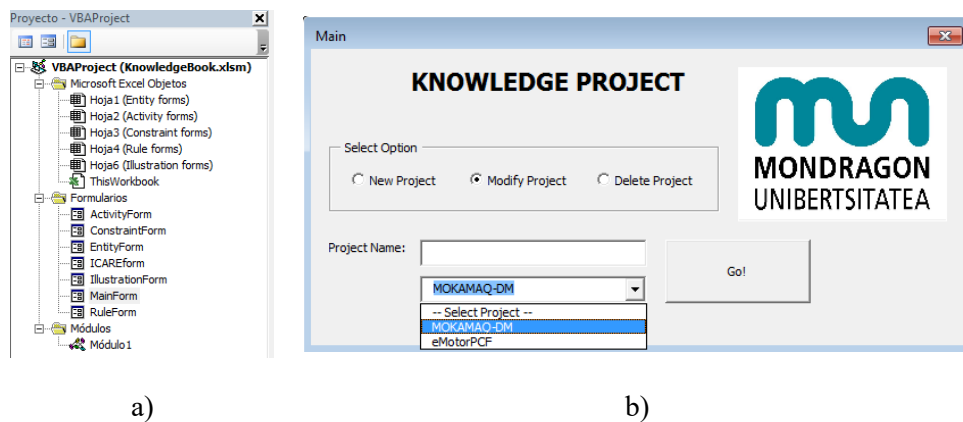 Proyecto - VBAProject
VBAProject (KnowledgeBook.xlsm)
Microsoft Excel Objetos
Hoja1 (Entity forms)
Hoja2 (Activity forms)
Hoja3 (Constraint forms)
Hoja4 (Rule forms)
Hoja6 (Illustration forms)
ThisWorkbook
Formularios
ActivityForm
ConstraintForm
EntityForm
ICAREform
IllustrationForm
MainForm
RuleForm
Módulos
Módulo1
a)
Main
KNOWLEDGE PROJECT
MONDRAGON
UNIBERTSITATEA
Select Option
New Project Modify Project Delete Project
Project Name:
MOKAMAQ-DM
-- Select Project --
MOKAMAQ-DM
eMotorPCF
Go!
b)